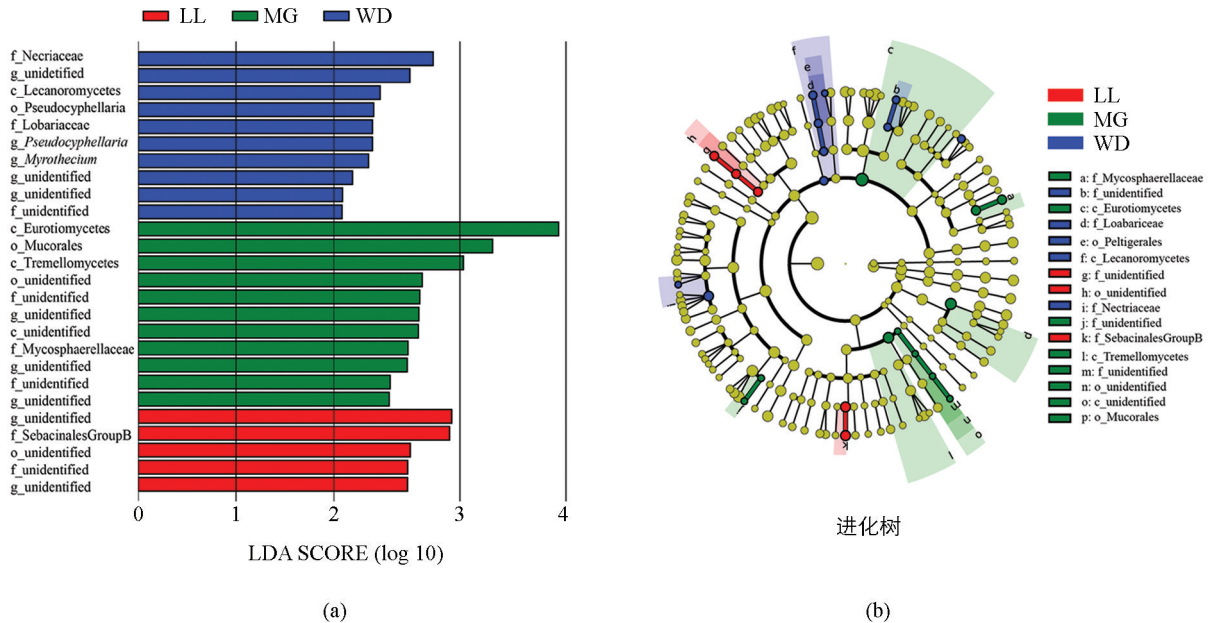 LL MG WD
f_Necriaceae
g_unidetified
c_Lecanoromycetes
o_Pseudocyphellaria
f_Lobariaceae
g_Pseudocyphellaria
g_Myrothecium
g_unidentified
g_unidentified
f_unidentified
c_Eurotiomycetes
o_Mucorales
c_Tremellomycetes
o_unidentified
f_unidentified
g_unidentified
c_unidentified
f_Mycosphaerellaceae
g_unidentified
f_unidentified
g_unidentified
g_unidentified
f_SebacinalesGroupB
o_unidentified
f_unidentified
g_unidentified
0 1 2 3 4
LDA SCORE (log 10)
(a)
f
e
d
c
b
a
h
g
p
m
n
o
l
k
LL
MG
WD
a: f_Mycosphaerellaceae
b: f_unidentified
c: c_Eurotiomycetes
d: f_Loabariceae
e: o_Peltigerales
f: c_Lecanoromycetes
g: f_unidentified
h: o_unidentified
i: f_Nectriaceae
j: f_unidentified
k: f_SebacinalesGroupB
l: c_Tremellomycetes
m: f_unidentified
n: o_unidentified
o: c_unidentified
p: o_Mucorales
进化树
(b)